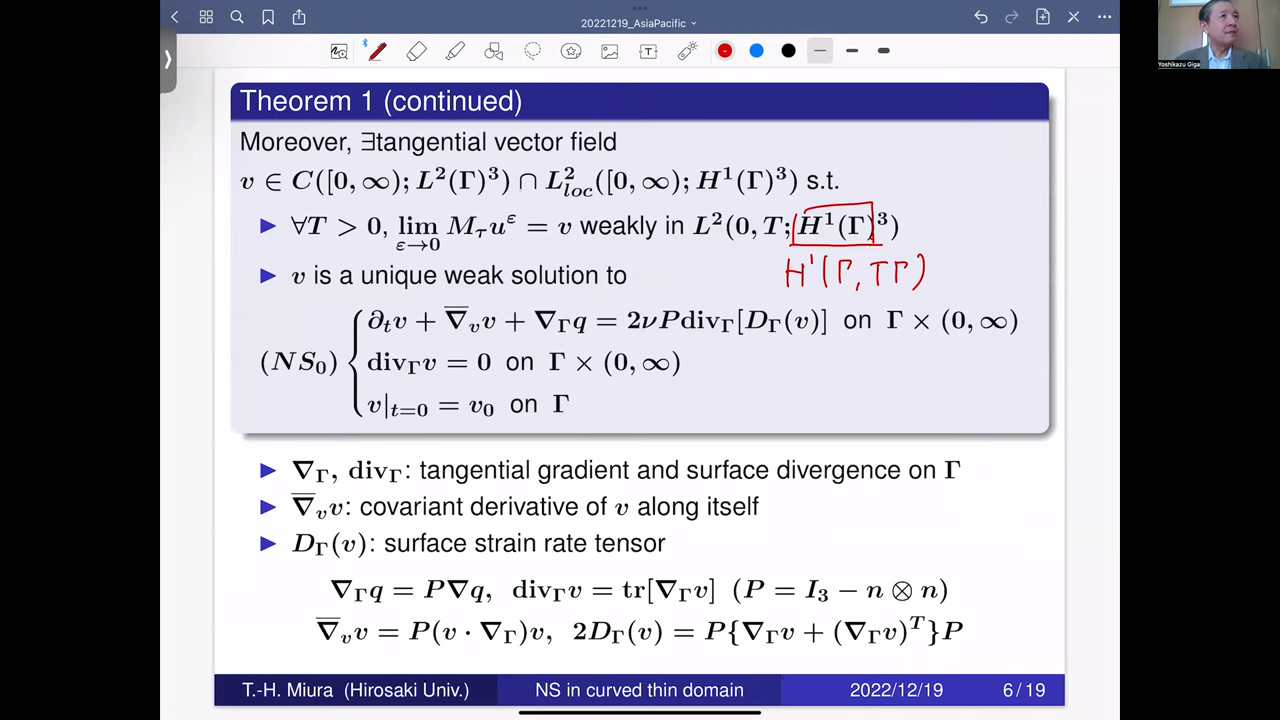 20221219_AsiaPacific
Yoshikazu Giga
Theorem 1 (continued)
Moreover, ∃tangential vector field
v ∈ C([0, ∞); L²(Γ)³) ∩ L²_{loc}([0, ∞); H¹(Γ)³) s.t.
▶ ∀T > 0, lim_{ε→0} M_τ u^ε = v weakly in L²(0, T; H¹(Γ)³)
H¹(Γ, TΓ)
▶ v is a unique weak solution to
∂_t v + ∇̅_v v + ∇_Γ q = 2νP div_Γ[D_Γ(v)] on Γ × (0, ∞)
(NS₀) { div_Γ v = 0 on Γ × (0, ∞)
v|_{t=0} = v₀ on Γ
▶ ∇_Γ, div_Γ: tangential gradient and surface divergence on Γ
▶ ∇̅_v v: covariant derivative of v along itself
▶ D_Γ(v): surface strain rate tensor
∇_Γ q = P∇q, div_Γ v = tr[∇_Γ v] (P = I₃ − n ⊗ n)
∇̅_v v = P(v · ∇_Γ)v, 2D_Γ(v) = P{∇_Γ v + (∇_Γ v)^T}P
T.-H. Miura (Hirosaki Univ.) NS in curved thin domain 2022/12/19 6 / 19